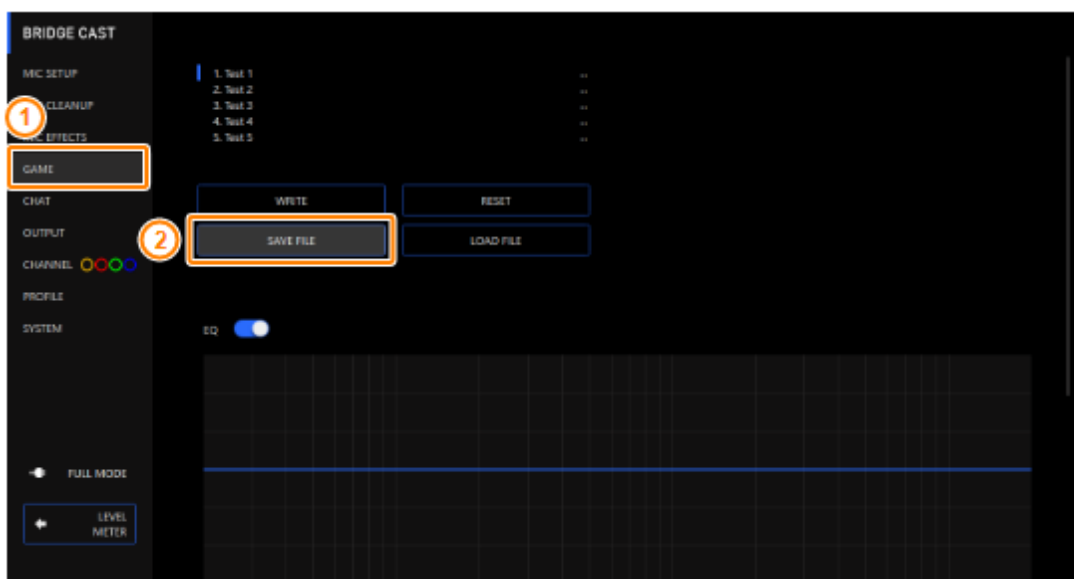 BRIDGE CAST
MIC SETUP
CLEANUP
1
EFFECTS
GAME
CHAT
OUTPUT
CHANNEL
PROFILE
SYSTEM
FULL MODE
LEVEL
METER
1. Test 1 --
2. Test 2 --
3. Test 3 --
4. Test 4 --
5. Test 5 --
WRITE RESET
2
SAVE FILE LOAD FILE
EQ